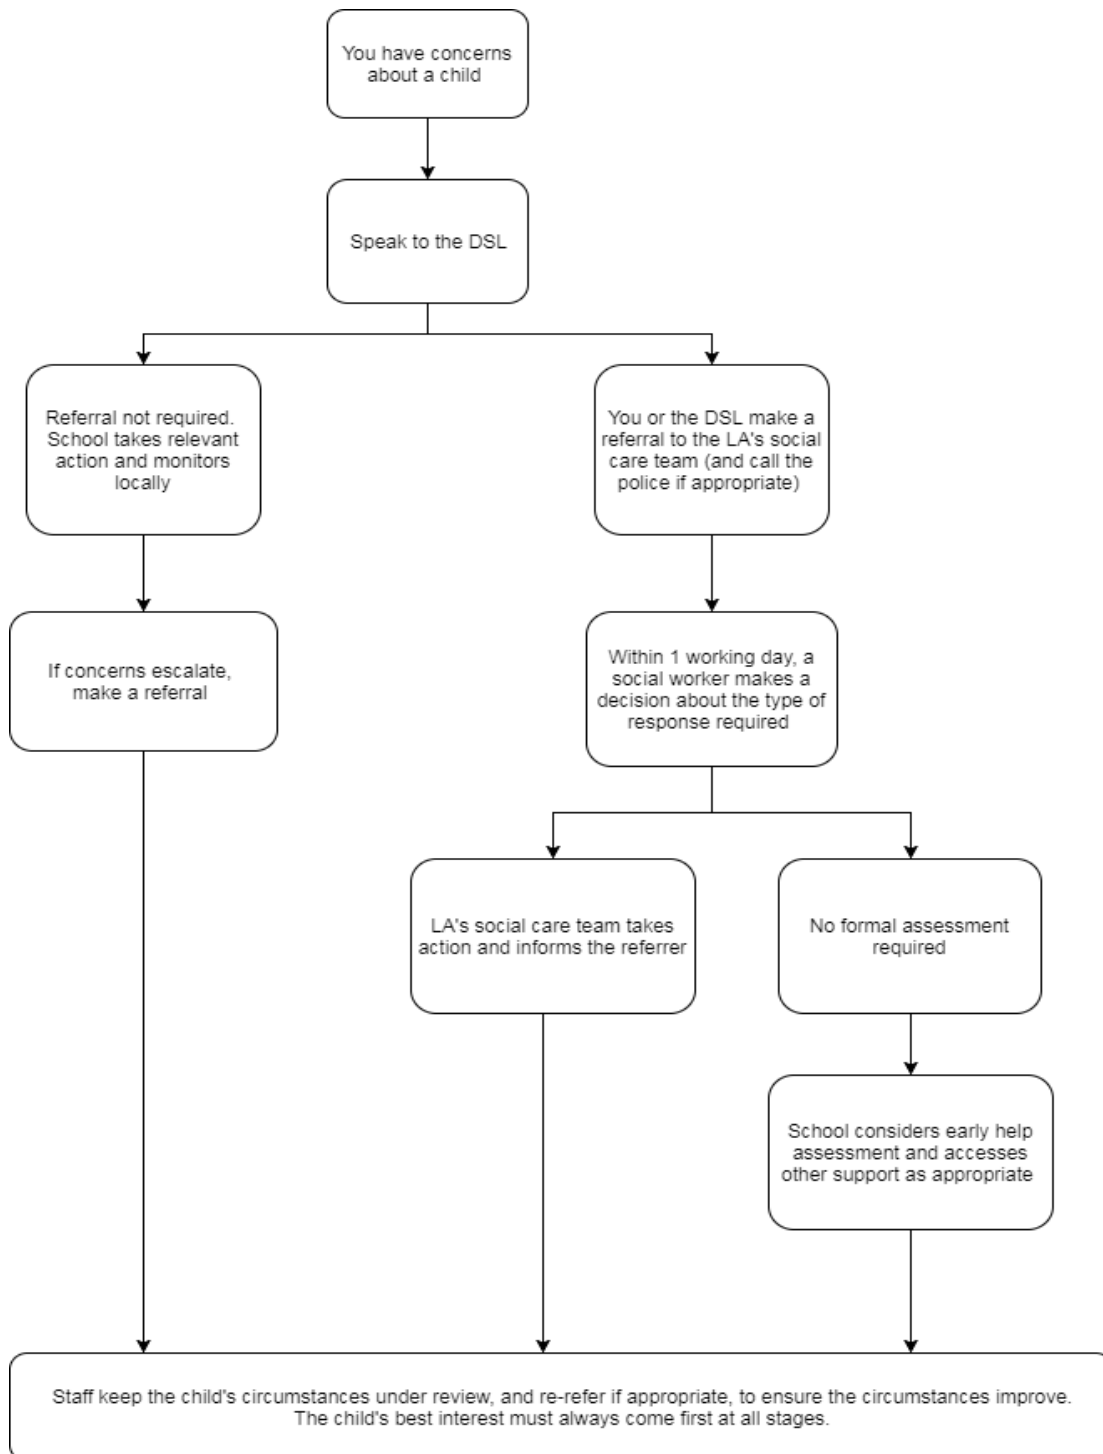 You have concerns
about a child
Speak to the DSL
Referral not required.
School takes relevant
action and monitors
locally
You or the DSL make a
referral to the LA's social
care team (and call the
police if appropriate)
If concerns escalate,
make a referral
Within 1 working day, a
social worker makes a
decision about the type of
response required
LA's social care team takes
action and informs the referrer
No formal assessment
required
School considers early help
assessment and accesses
other support as appropriate
Staff keep the child's circumstances under review, and re-refer if appropriate, to ensure the circumstances improve.
The child's best interest must always come first at all stages.